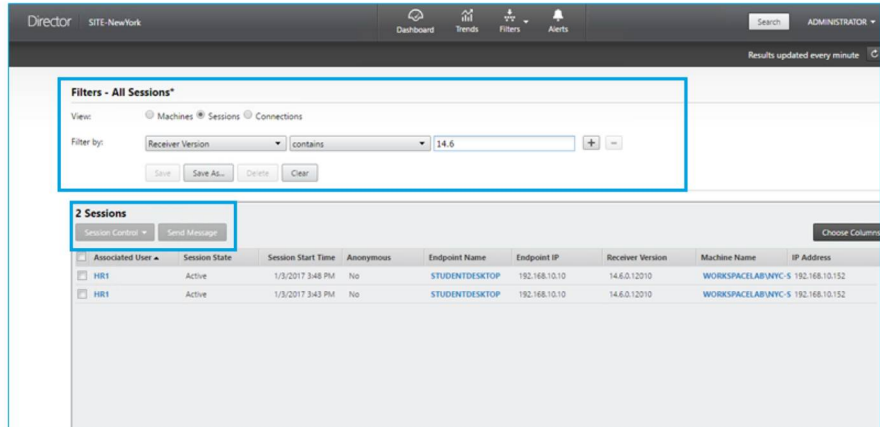 Director SITE-NewYork Dashboard Trends Filters Alerts Search ADMINISTRATOR
Results updated every minute
Filters - All Sessions*
View: Machines Sessions Connections
Filter by: Receiver Version contains 14.6 + -
Save Save As... Delete Clear
2 Sessions
Session Control Send Message Choose Columns
Associated User Session State Session Start Time Anonymous Endpoint Name Endpoint IP Receiver Version Machine Name IP Address
HR1 Active 1/3/2017 3:48 PM No STUDENTDESKTOP 192.168.10.10 14.6.0.12010 WORKSPACELAB\NYC-S 192.168.10.152
HR1 Active 1/3/2017 3:43 PM No STUDENTDESKTOP 192.168.10.10 14.6.0.12010 WORKSPACELAB\NYC-S 192.168.10.152